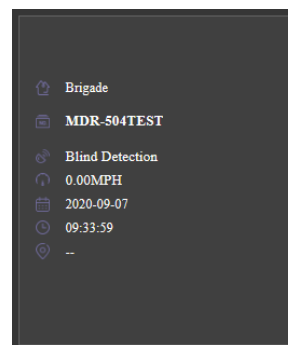 Brigade
MDR-504TEST
Blind Detection
0.00MPH
2020-09-07
09:33:59
--